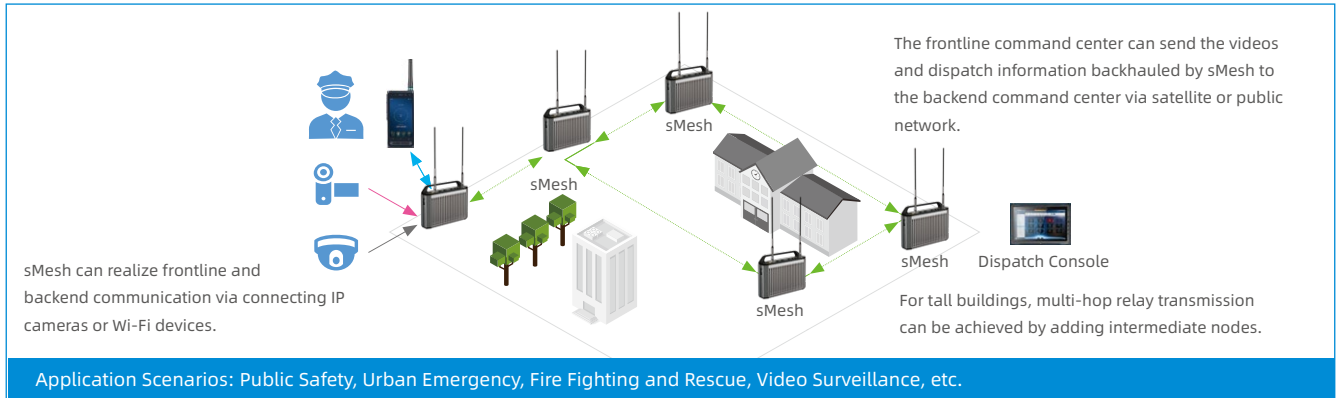 The frontline command center can send the videos
and dispatch information backhauled by sMesh to
the backend command center via satellite or public
network.
sMesh
sMesh
sMesh
sMesh
Dispatch Console
sMesh can realize frontline and
backend communication via connecting IP
cameras or Wi-Fi devices.
For tall buildings, multi-hop relay transmission
can be achieved by adding intermediate nodes.
Application Scenarios: Public Safety, Urban Emergency, Fire Fighting and Rescue, Video Surveillance, etc.